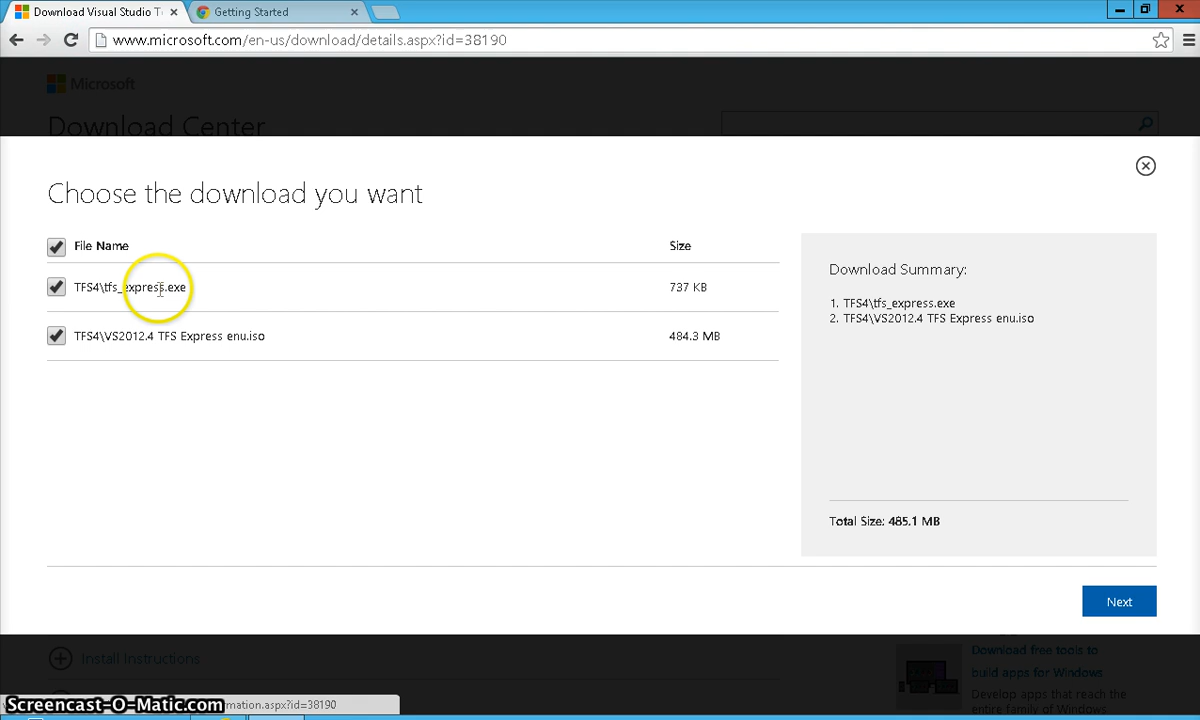 Download Visual Studio T
Getting Started
www.microsoft.com/en-us/download/details.aspx?id=38190
Microsoft
Download Center
Choose the download you want
File Name
Size
TFS4\tfs_express.exe
737 KB
TFS4\VS2012.4 TFS Express enu.iso
484.3 MB
Download Summary:
1. TFS4\tfs_express.exe
2. TFS4\VS2012.4 TFS Express enu.iso
Total Size: 485.1 MB
Next
Install Instructions
Download free tools to
build apps for Windows
Develop apps that reach the
entire family of Windows
Screencast-O-Matic.com
rmation.aspx?id=38190